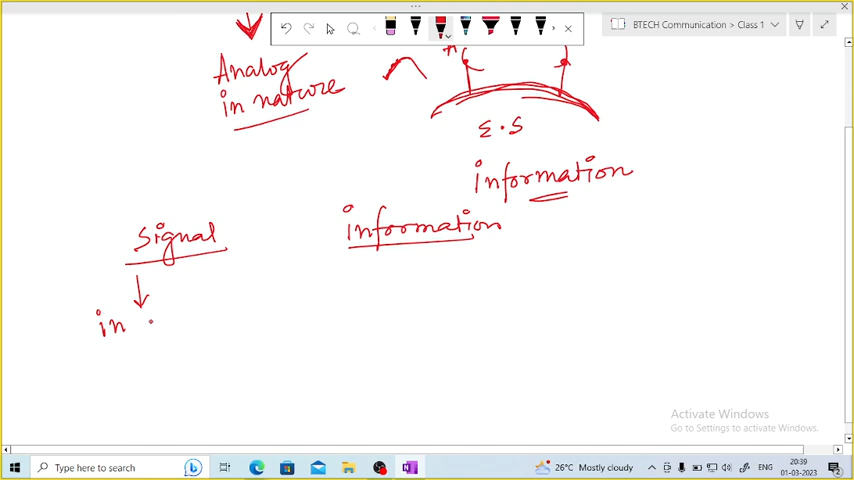 BTECH Communication > Class 1
Analog
in nature
E.S
information
signal
information
in
Activate Windows
Go to Settings to activate Windows.
Type here to search
26°C Mostly cloudy
ENG
20:39
01-03-2023
2